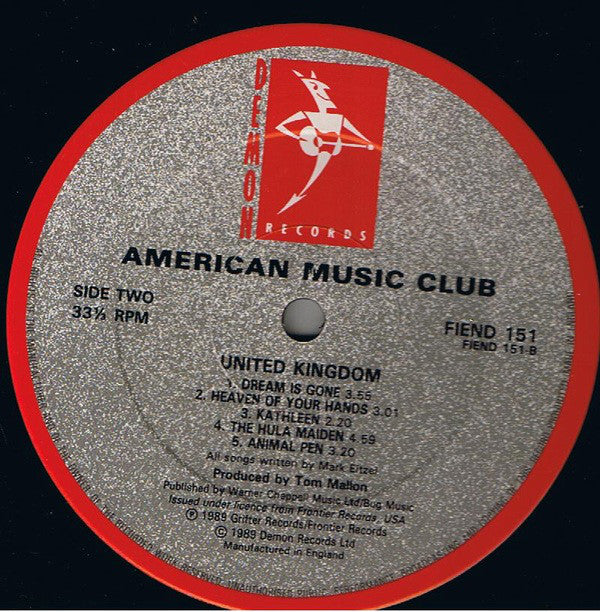 DEMON
RECORDS
AMERICAN MUSIC CLUB
SIDE TWO
33⅓ RPM
FIEND 151
FIEND 151-B
UNITED KINGDOM
1. DREAM IS GONE 3.55
2. HEAVEN OF YOUR HANDS 3.01
3. KATHLEEN 2.20
4. THE HULA MAIDEN 4.59
5. ANIMAL PEN 3.20
All songs written by Mark Eitzel
Produced by Tom Mallon
Published by Warner Chappell Music Ltd/Bug Music
Issued under licence from Frontier Records, USA
℗ 1989 Grifter Records/Frontier Records
© 1989 Demon Records Ltd
Manufactured in England
WORK RESERVED. UNAUTHORISED PUBLIC